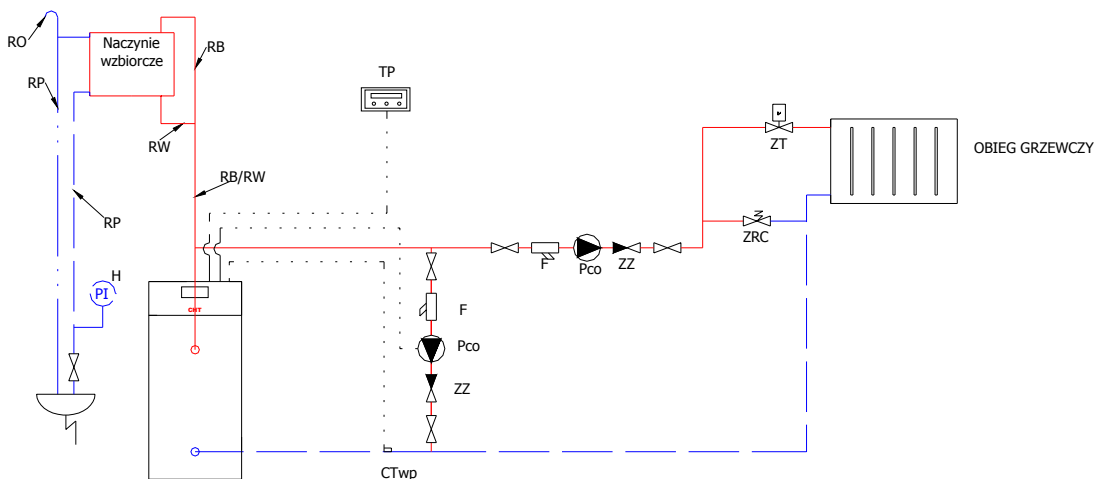 RO
Naczynie
wzbiorcze
RB
RP
TP
RW
ZT
OBIEG GRZEWCZY
RB/RW
RP
ZRC
H
PI
F
Pco
ZZ
CHT
F
Pco
ZZ
CTwp